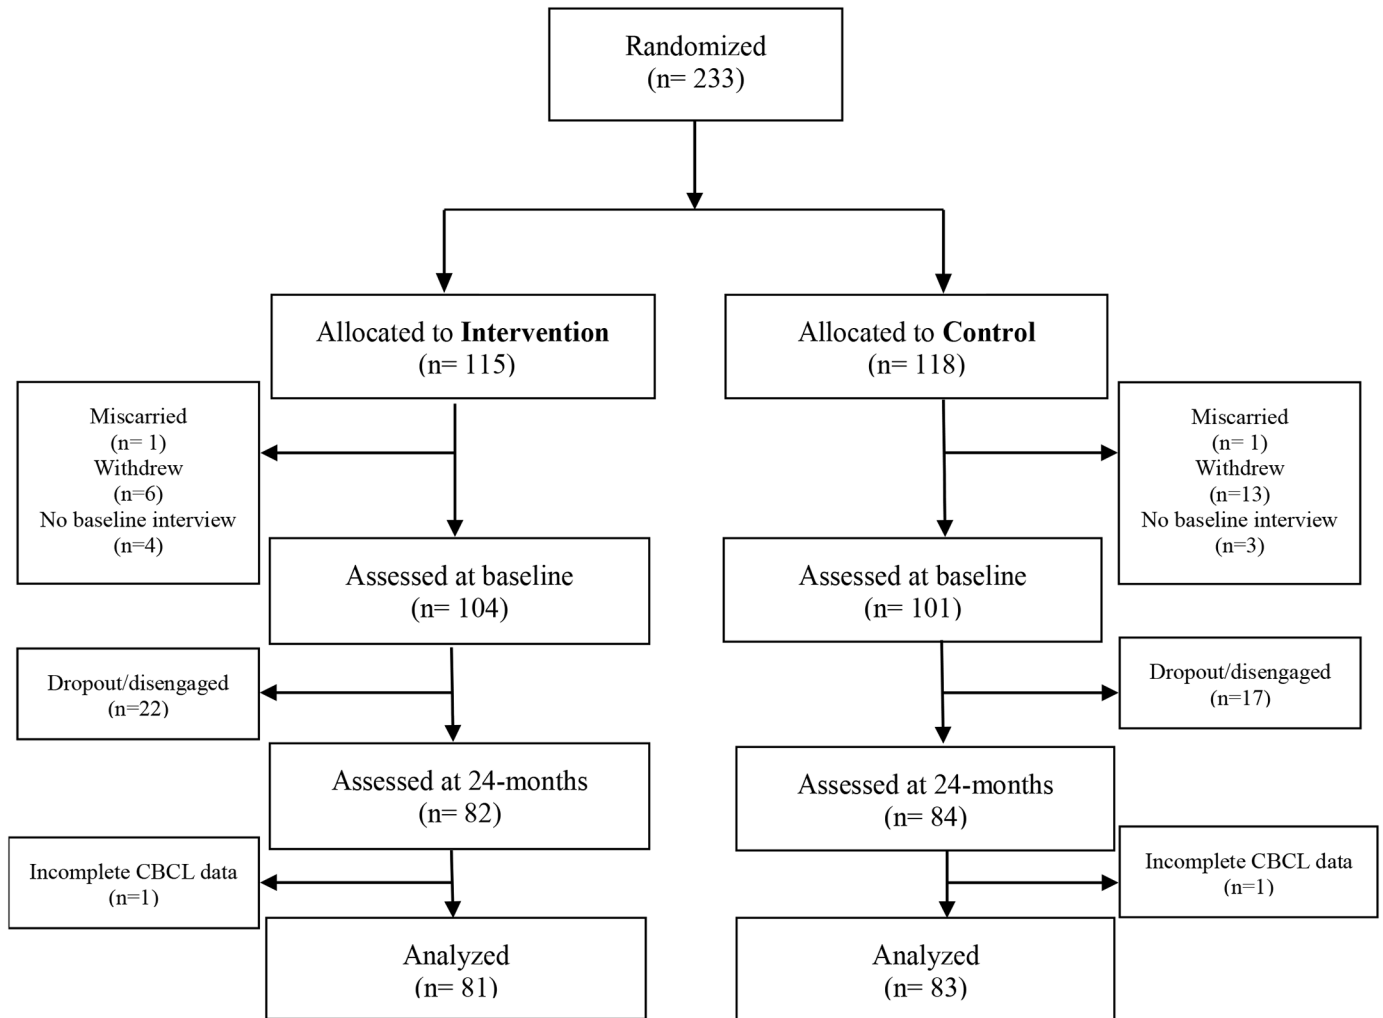 Randomized
(n= 233)
Allocated to Intervention
(n= 115)
Allocated to Control
(n= 118)
Miscarried
(n= 1)
Withdrew
(n=6)
No baseline interview
(n=4)
Miscarried
(n= 1)
Withdrew
(n=13)
No baseline interview
(n=3)
Assessed at baseline
(n= 104)
Assessed at baseline
(n= 101)
Dropout/disengaged
(n=22)
Dropout/disengaged
(n=17)
Assessed at 24-months
(n= 82)
Assessed at 24-months
(n= 84)
Incomplete CBCL data
(n=1)
Incomplete CBCL data
(n=1)
Analyzed
(n= 81)
Analyzed
(n= 83)